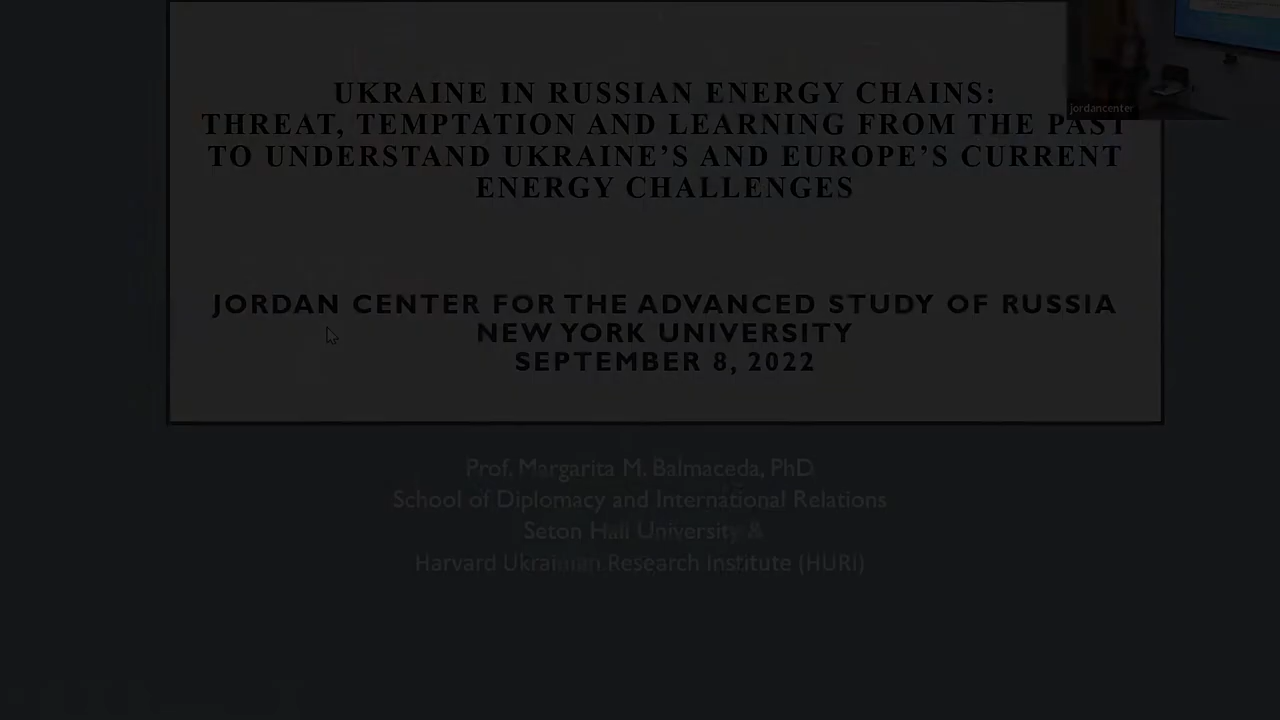 UKRAINE IN RUSSIAN ENERGY CHAINS:
THREAT, TEMPTATION AND LEARNING FROM THE PAST
TO UNDERSTAND UKRAINE'S AND EUROPE'S CURRENT
ENERGY CHALLENGES
JORDAN CENTER FOR THE ADVANCED STUDY OF RUSSIA
NEW YORK UNIVERSITY
SEPTEMBER 8, 2022
Prof. Margarita M. Balmaceda, PhD
School of Diplomacy and International Relations
Seton Hall University &
Harvard Ukrainian Research Institute (HURI)
jordancenter